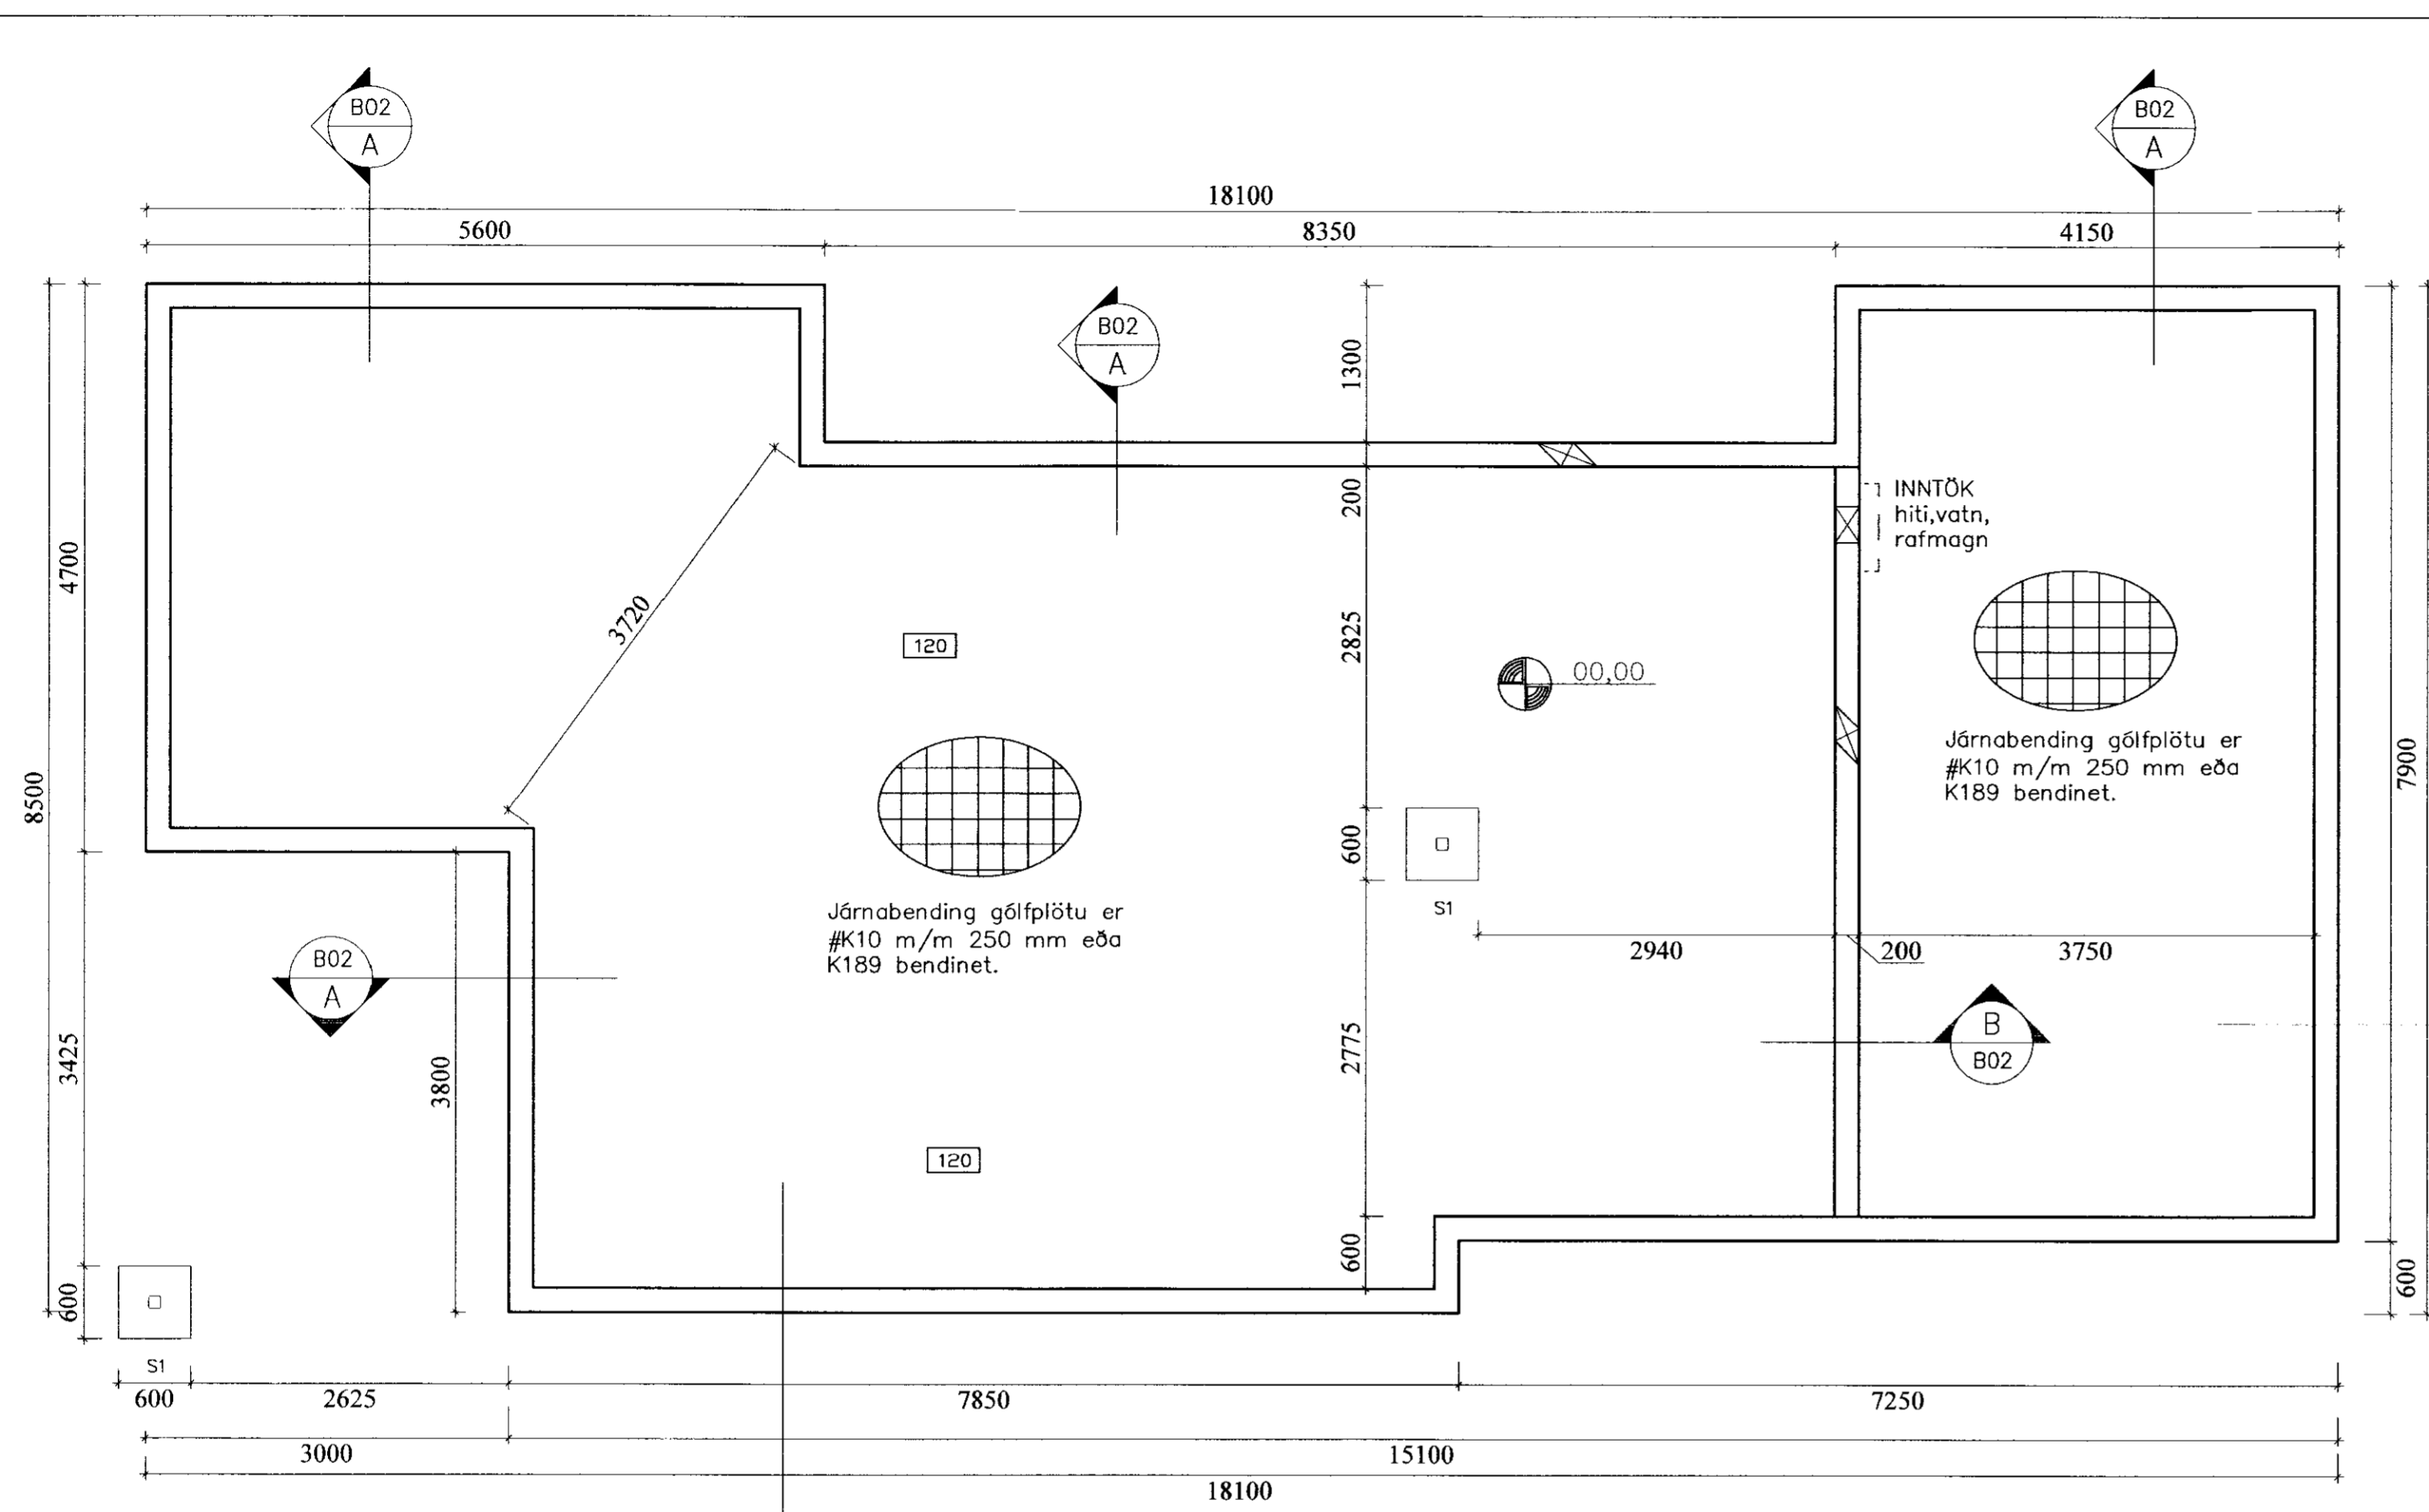 B02
A
B02
A
18100
5600
8350
4150
B02
A
1300
200
INNTÖK
hiti,vatn,
rafmagn
4700
3720
120
2825
00,00
Járnabending gólfplötu er
#K10 m/m 250 mm eða
K189 bendinet.
7900
8500
600
S1
Járnabending gólfplötu er
#K10 m/m 250 mm eða
K189 bendinet.
2940
200
3750
B02
A
B
B02
3425
3800
2775
120
600
600
600
S1
600
2625
7850
7250
3000
15100
18100